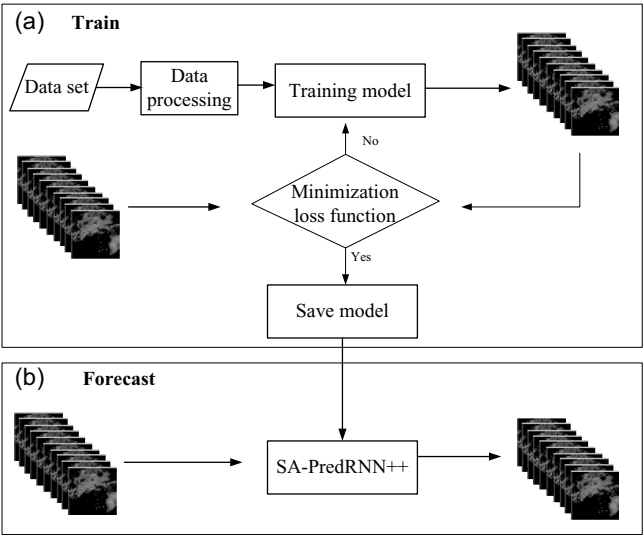 (a) Train
Data set
Data
processing
Training model
No
Minimization
loss function
Yes
Save model
(b) Forecast
SA-PredRNN++